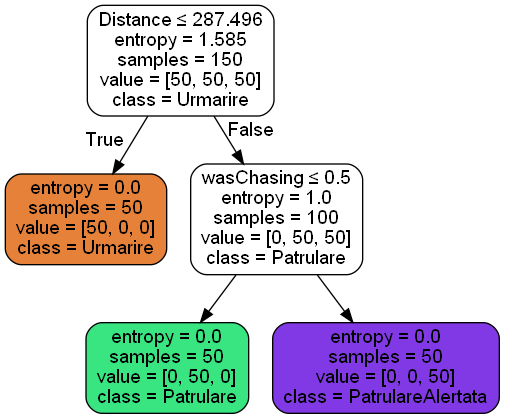 Distance ≤ 287.496
entropy = 1.585
samples = 150
value = [50, 50, 50]
class = Urmarire
True
False
entropy = 0.0
samples = 50
value = [50, 0, 0]
class = Urmarire
wasChasing ≤ 0.5
entropy = 1.0
samples = 100
value = [0, 50, 50]
class = Patrulare
entropy = 0.0
samples = 50
value = [0, 50, 0]
class = Patrulare
entropy = 0.0
samples = 50
value = [0, 0, 50]
class = PatrulareAlertata